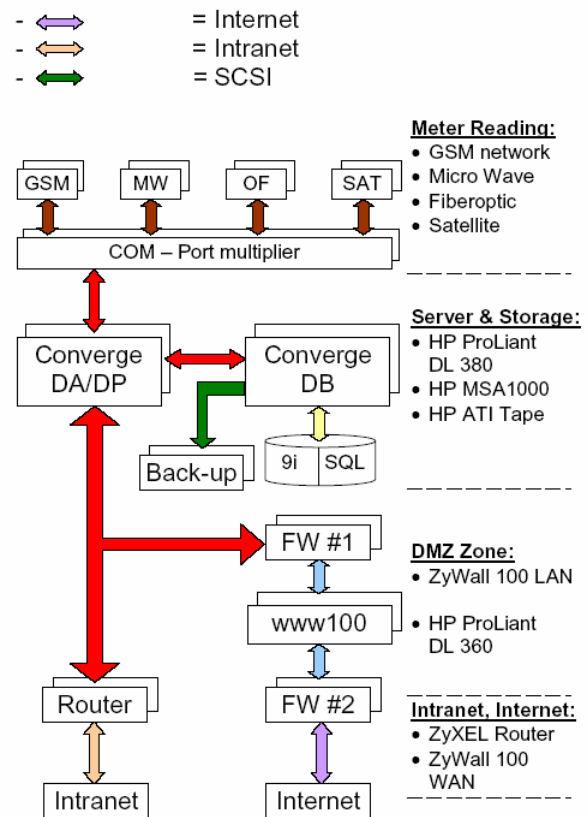 - = Internet
- = Intranet
- = SCSI
Meter Reading:
• GSM network
• Micro Wave
• Fiberoptic
• Satellite
GSM MW OF SAT
COM – Port multiplier
Server & Storage:
• HP ProLiant
DL 380
• HP MSA1000
• HP ATI Tape
Converge
DA/DP
Converge
DB
Back-up
9i SQL
FW #1
www100
DMZ Zone:
• ZyWall 100 LAN
• HP ProLiant
DL 360
Router
FW #2
Intranet, Internet:
• ZyXEL Router
• ZyWall 100
WAN
Intranet
Internet